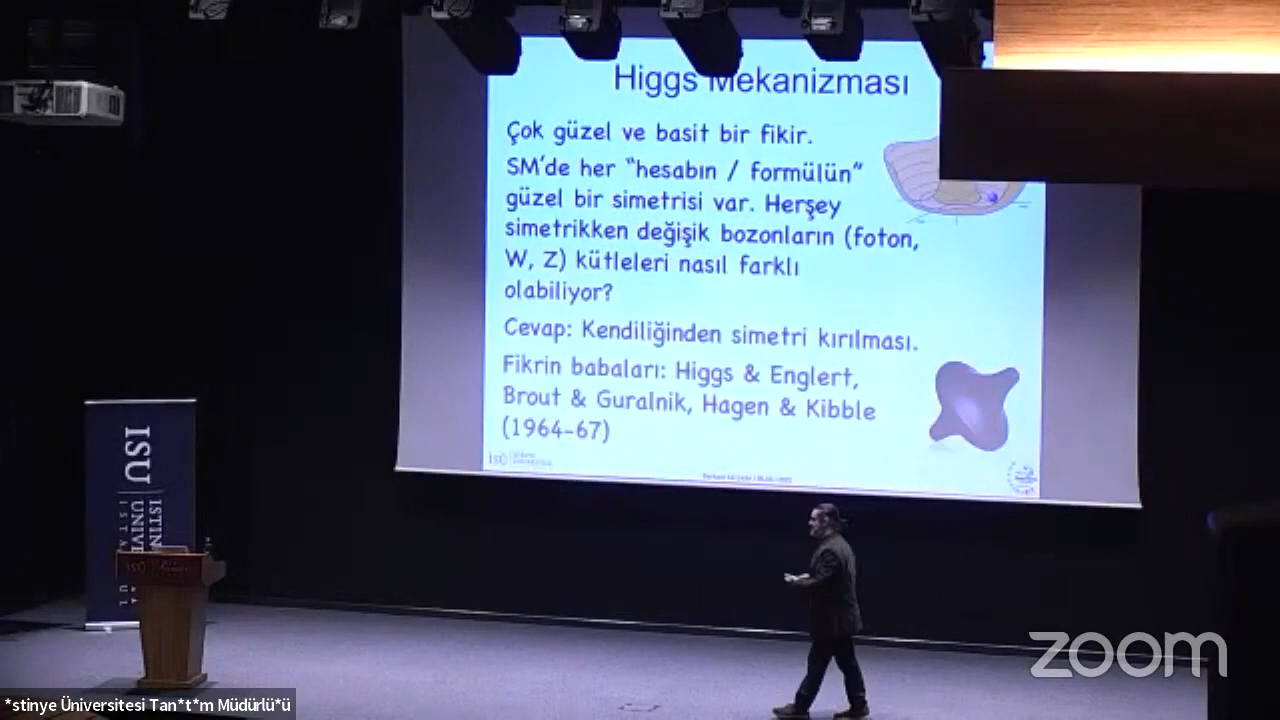 Higgs Mekanizması
Çok güzel ve basit bir fikir.
SM'de her “hesabın / formülün”
güzel bir simetrisi var. Herşey
simetrikken değişik bozonların (foton,
W, Z) kütleleri nasıl farklı
olabiliyor?
Cevap: Kendiliğinden simetri kırılması.
Fikrin babaları: Higgs & Englert,
Brout & Guralnik, Hagen & Kibble
(1964-67)
ISU
zoom
*stinye Üniversitesi Tan*t*m Müdürlü*ü